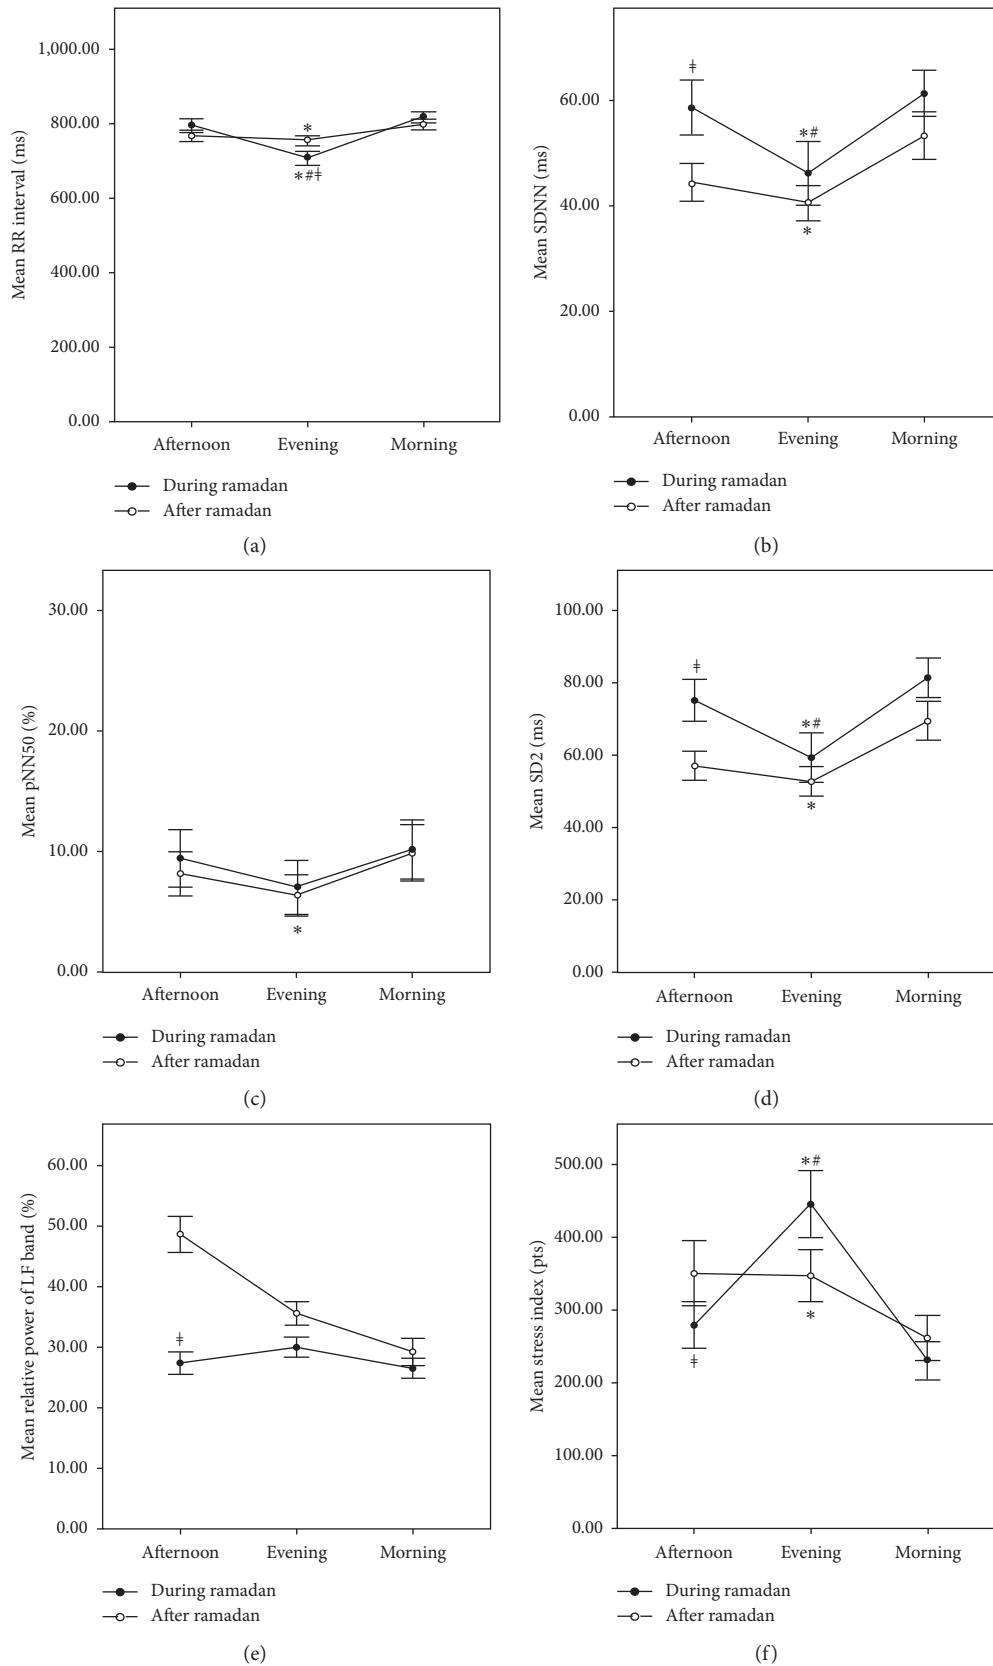 1,000.00
800.00
600.00
400.00
200.00
0.00
Mean RR interval (ms)
*
*#ǂ
Afternoon Evening Morning
During ramadan
After ramadan
(a)
60.00
40.00
20.00
0.00
Mean SDNN (ms)
ǂ
*#
*
Afternoon Evening Morning
During ramadan
After ramadan
(b)
30.00
20.00
10.00
0.00
Mean pNN50 (%)
*
Afternoon Evening Morning
During ramadan
After ramadan
(c)
100.00
80.00
60.00
40.00
20.00
0.00
Mean SD2 (ms)
ǂ
*#
*
Afternoon Evening Morning
During ramadan
After ramadan
(d)
60.00
50.00
40.00
30.00
20.00
10.00
0.00
Mean relative power of LF band (%)
ǂ
Afternoon Evening Morning
During ramadan
After ramadan
(e)
500.00
400.00
300.00
200.00
100.00
0.00
Mean stress index (pts)
*#
*
ǂ
Afternoon Evening Morning
During ramadan
After ramadan
(f)